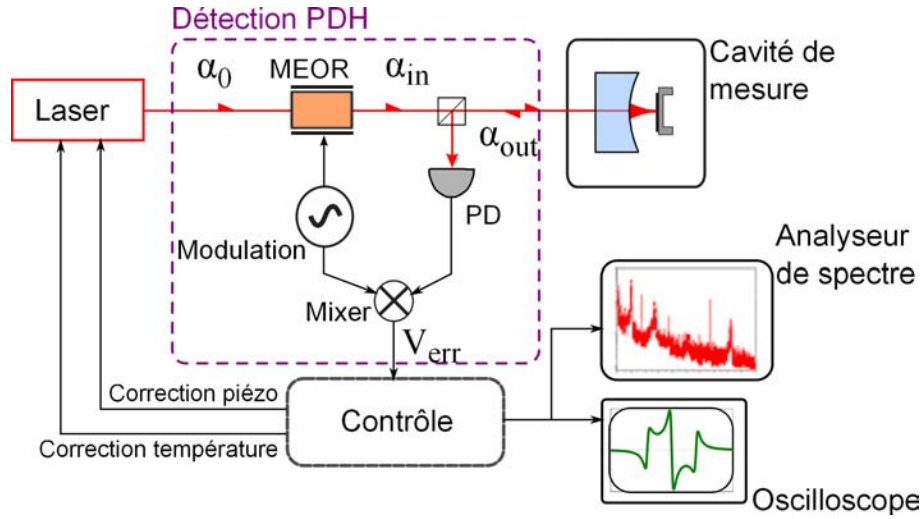 Détection PDH
Laser
α0
MEOR
αin
αout
Cavité de
mesure
PD
Modulation
Mixer
Verr
Analyseur
de spectre
Correction piézo
Contrôle
Correction température
Oscilloscope